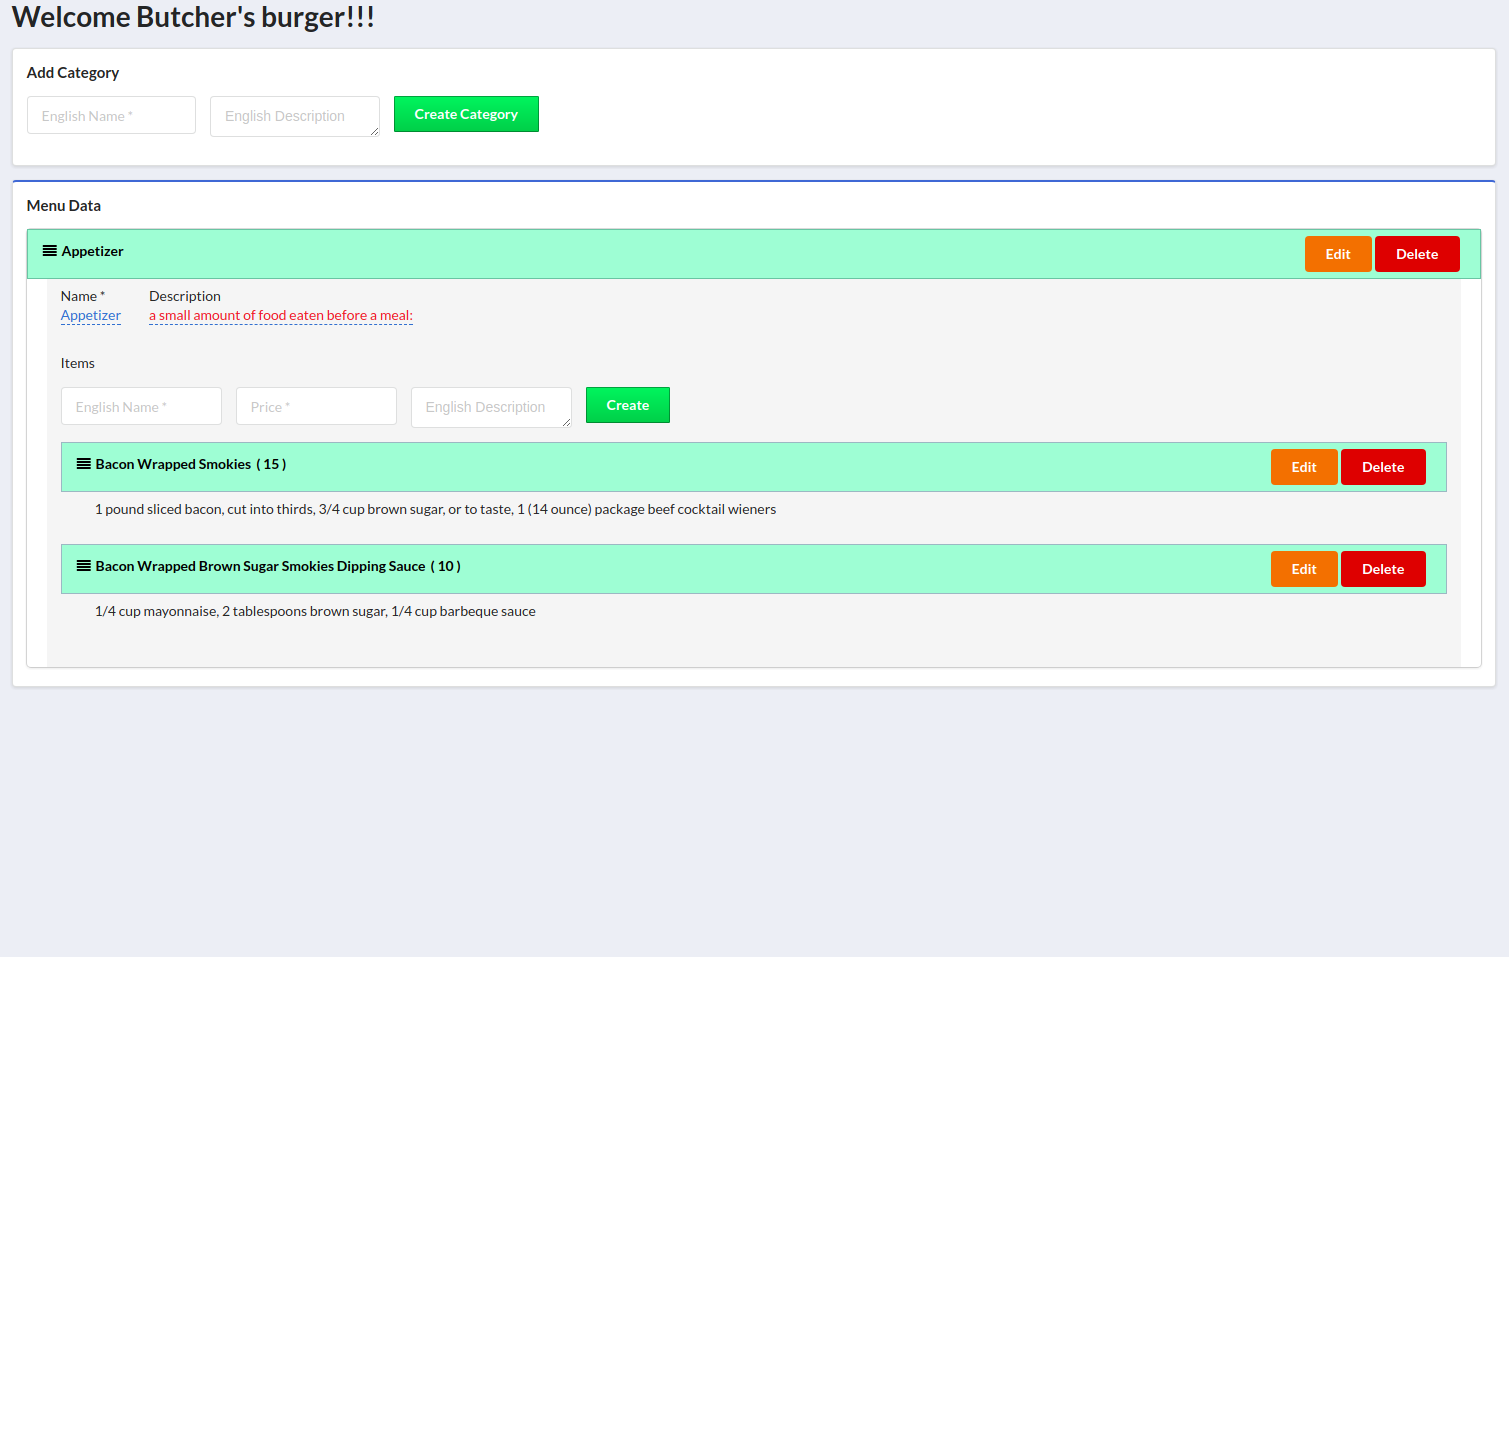 Welcome Butcher's burger!!!
Add Category
English Name *
English Description
Create Category
Menu Data
Appetizer
Edit
Delete
Name *
Description
Appetizer
a small amount of food eaten before a meal:
Items
English Name *
Price *
English Description
Create
Bacon Wrapped Smokies ( 15 )
Edit
Delete
1 pound sliced bacon, cut into thirds, 3/4 cup brown sugar, or to taste, 1 (14 ounce) package beef cocktail wieners
Bacon Wrapped Brown Sugar Smokies Dipping Sauce ( 10 )
Edit
Delete
1/4 cup mayonnaise, 2 tablespoons brown sugar, 1/4 cup barbeque sauce